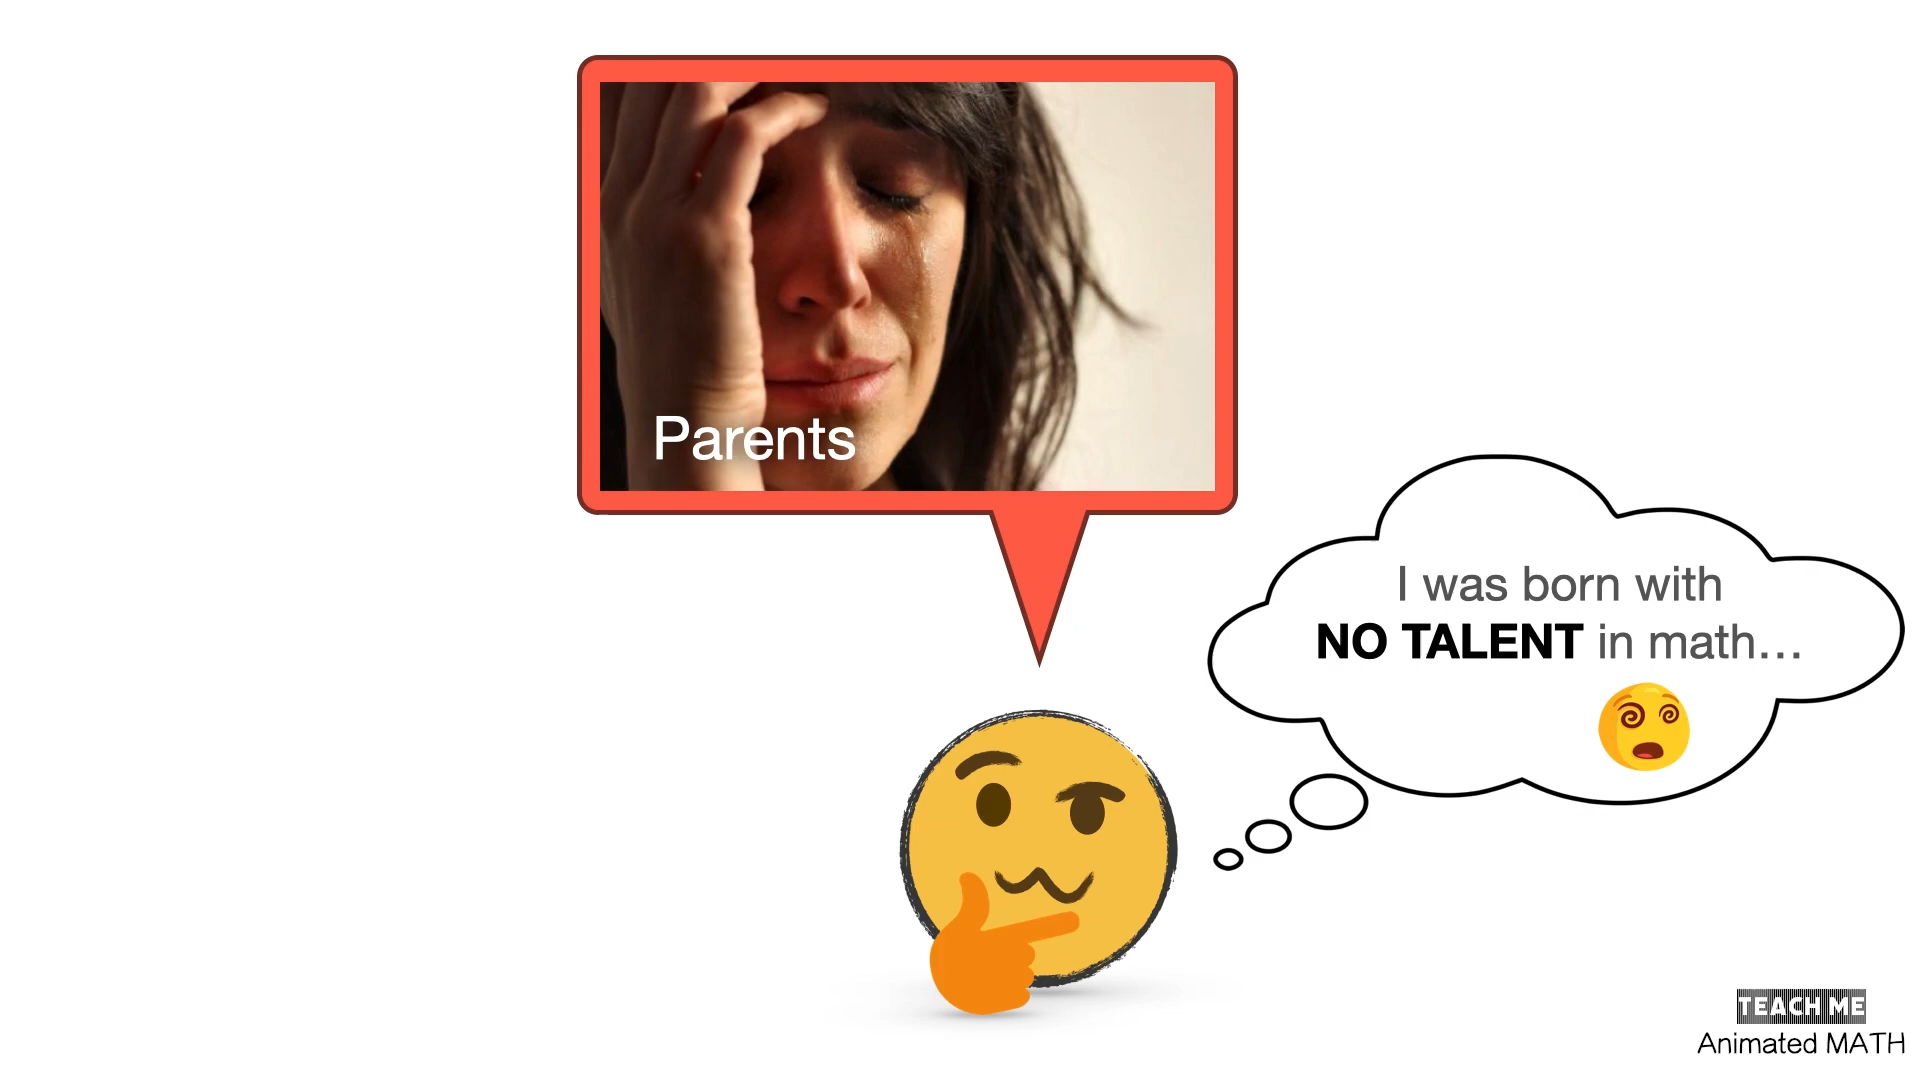 Parents
I was born with
NO TALENT in math…
TEACH ME
Animated MATH